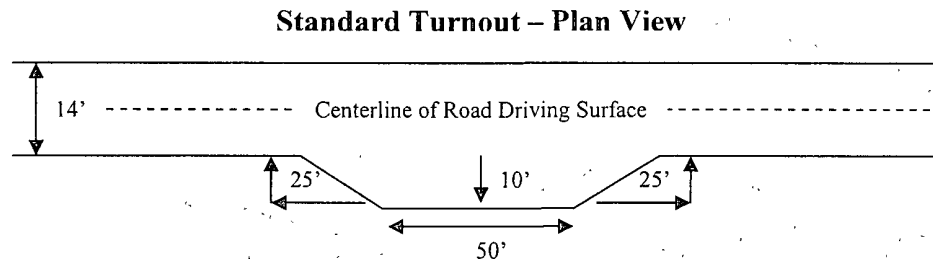 Standard Turnout – Plan View
14'
Centerline of Road Driving Surface
25'
10'
25'
50'